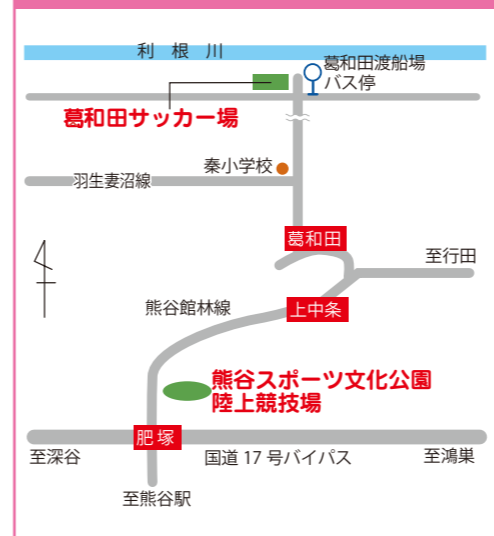 利根川
葛和田渡船場
バス停
葛和田サッカー場
秦小学校
羽生妻沼線
葛和田
至行田
熊谷館林線
上中条
熊谷スポーツ文化公園
陸上競技場
肥塚
至深谷
国道 17 号バイパス
至鴻巣
至熊谷駅